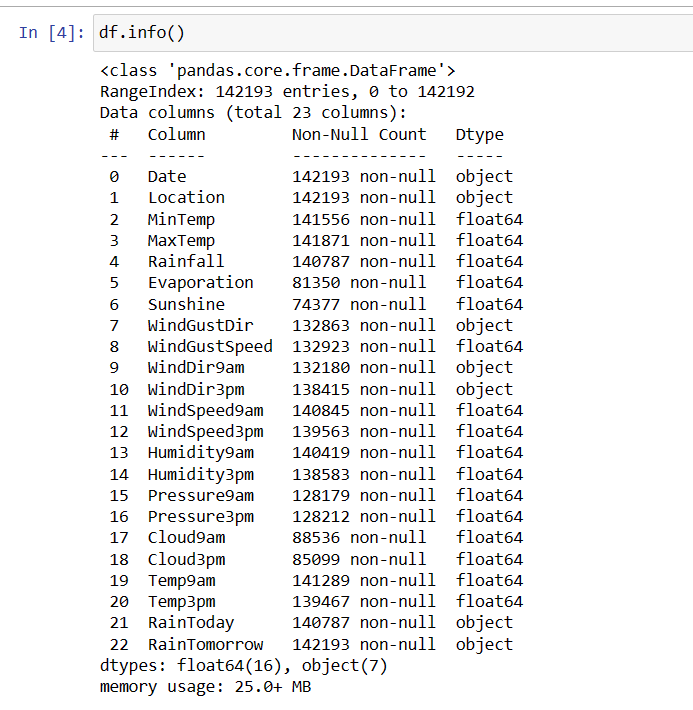 In [4]: df.info()
<class 'pandas.core.frame.DataFrame'>
RangeIndex: 142193 entries, 0 to 142192
Data columns (total 23 columns):
 #   Column         Non-Null Count   Dtype
---  ------         --------------   -----
 0   Date           142193 non-null  object
 1   Location       142193 non-null  object
 2   MinTemp        141556 non-null  float64
 3   MaxTemp        141871 non-null  float64
 4   Rainfall       140787 non-null  float64
 5   Evaporation    81350 non-null   float64
 6   Sunshine       74377 non-null   float64
 7   WindGustDir    132863 non-null  object
 8   WindGustSpeed  132923 non-null  float64
 9   WindDir9am     132180 non-null  object
 10  WindDir3pm     138415 non-null  object
 11  WindSpeed9am   140845 non-null  float64
 12  WindSpeed3pm   139563 non-null  float64
 13  Humidity9am    140419 non-null  float64
 14  Humidity3pm    138583 non-null  float64
 15  Pressure9am    128179 non-null  float64
 16  Pressure3pm    128212 non-null  float64
 17  Cloud9am       88536 non-null   float64
 18  Cloud3pm       85099 non-null   float64
 19  Temp9am        141289 non-null  float64
 20  Temp3pm        139467 non-null  float64
 21  RainToday      140787 non-null  object
 22  RainTomorrow   142193 non-null  object
dtypes: float64(16), object(7)
memory usage: 25.0+ MB